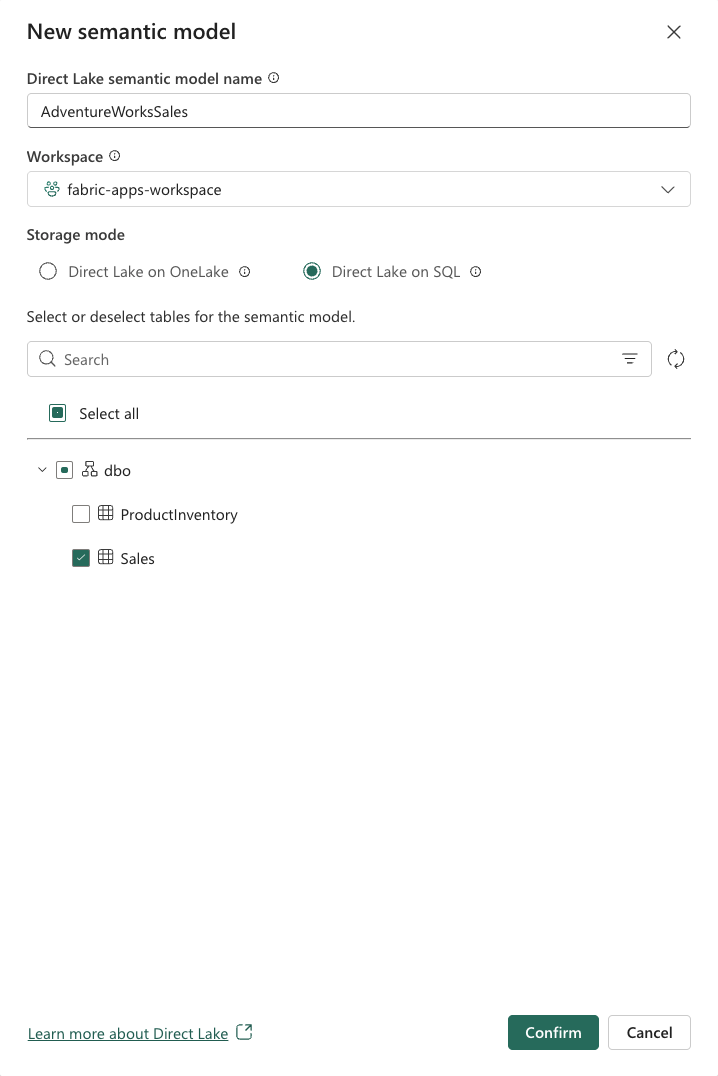 New semantic model
Direct Lake semantic model name
AdventureWorksSales
Workspace
fabric-apps-workspace
Storage mode
Direct Lake on OneLake Direct Lake on SQL
Select or deselect tables for the semantic model.
Search
Select all
dbo
ProductInventory
Sales
Learn more about Direct Lake Confirm Cancel